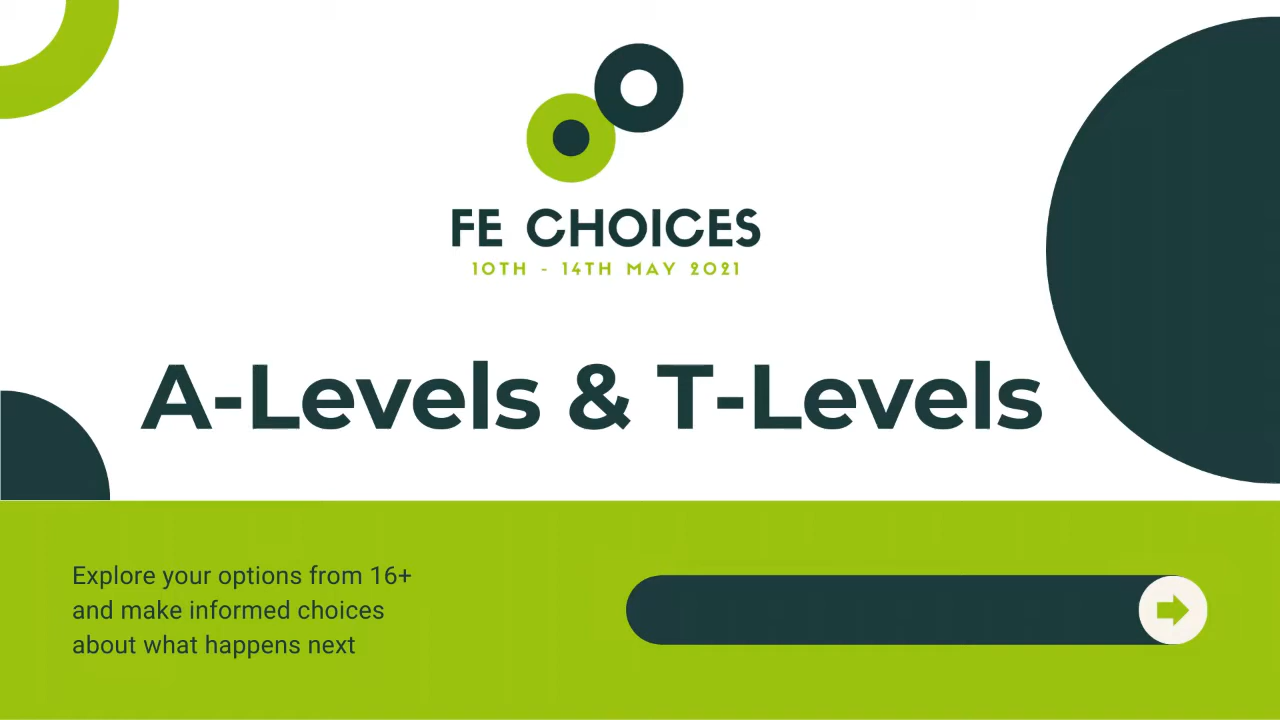 FE CHOICES
10TH - 14TH MAY 2021
A-Levels & T-Levels
Explore your options from 16+
and make informed choices
about what happens next